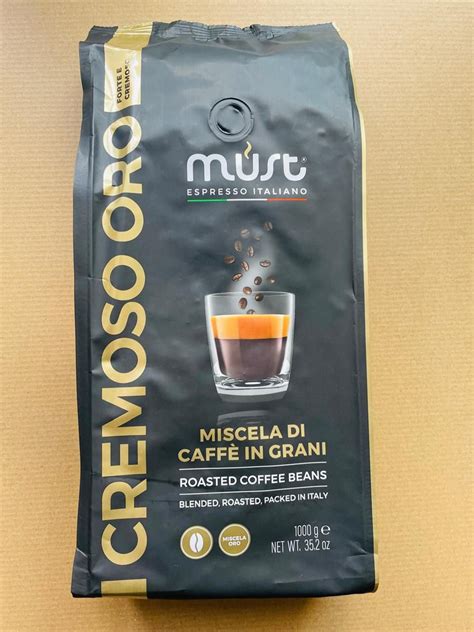 CREMOSO ORO
FORTE E
CREMOSO
must®
ESPRESSO ITALIANO
MISCELA DI
CAFFÈ IN GRANI
ROASTED COFFEE BEANS
BLENDED, ROASTED, PACKED IN ITALY
MISCELA
ORO
1000 g e
NET WT. 35.2 oz